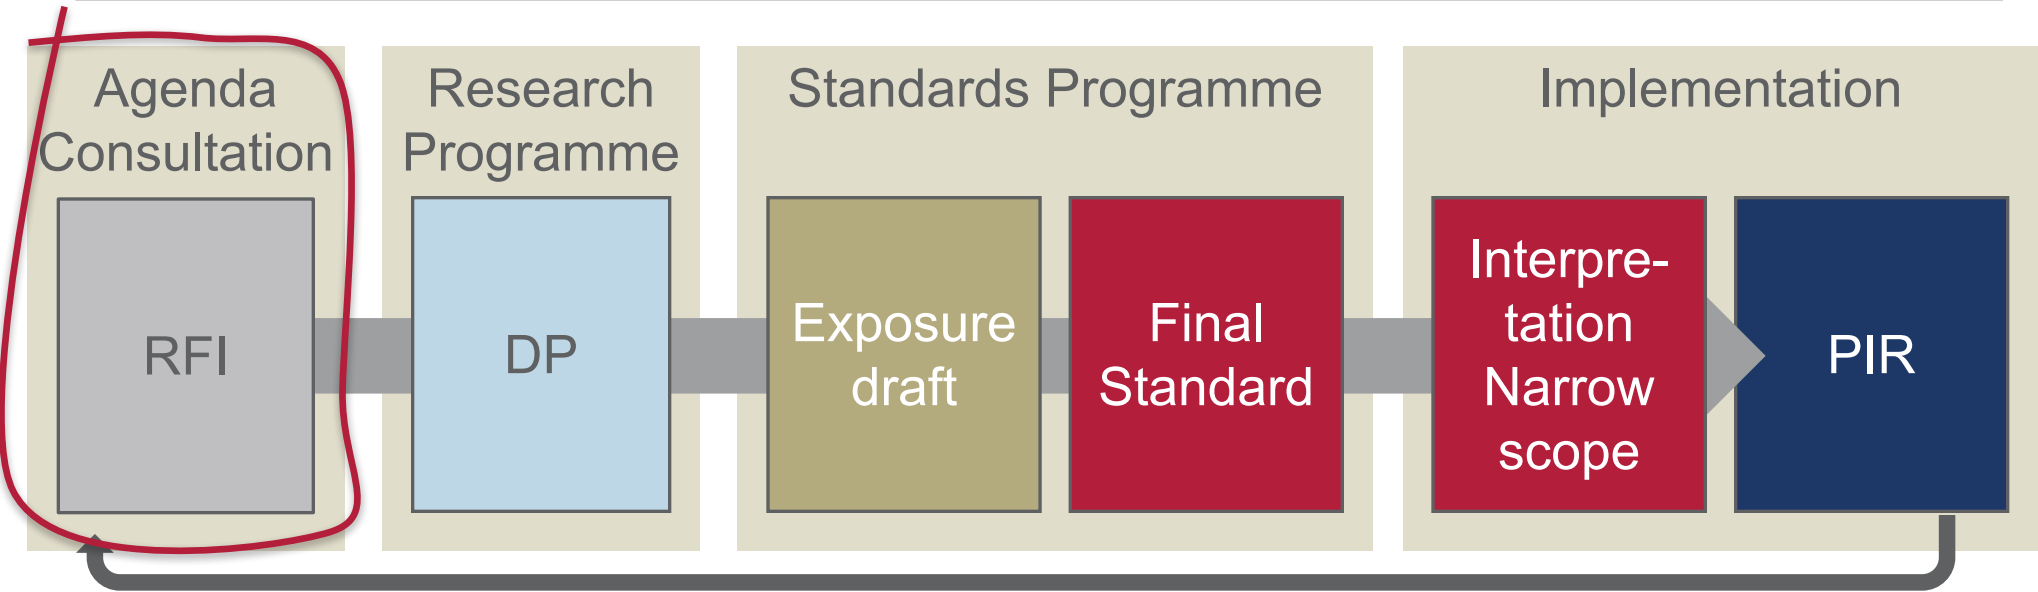 Agenda
Consultation
RFI
Research
Programme
DP
Standards Programme
Exposure
draft
Final
Standard
Implementation
Interpre-
tation
Narrow
scope
PIR